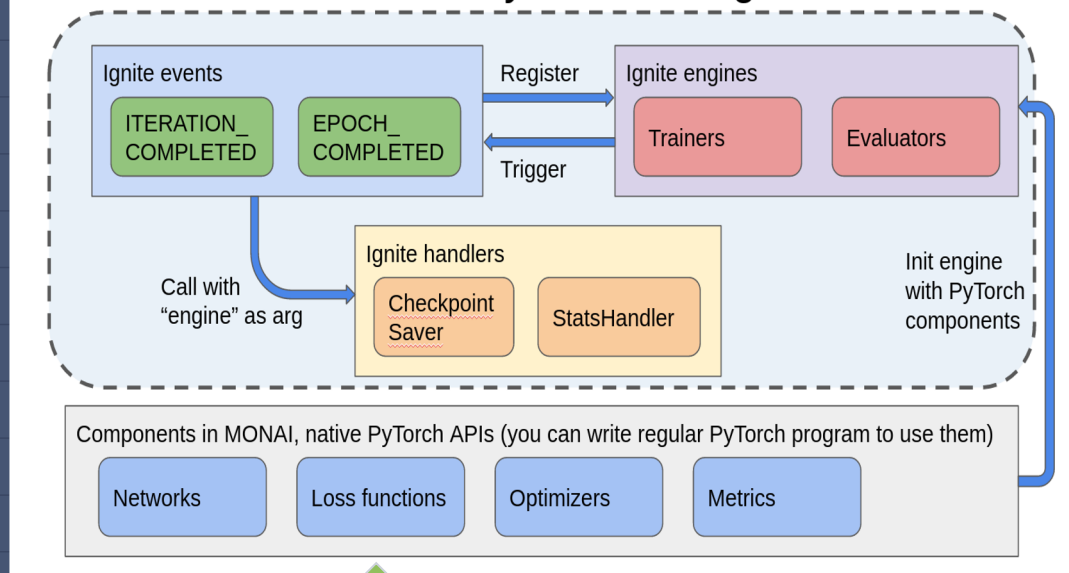 Ignite events
ITERATION_
COMPLETED
EPOCH_
COMPLETED
Register
Trigger
Ignite engines
Trainers
Evaluators
Call with
“engine” as arg
Ignite handlers
Checkpoint
Saver
StatsHandler
Init engine
with PyTorch
components
Components in MONAI, native PyTorch APIs (you can write regular PyTorch program to use them)
Networks
Loss functions
Optimizers
Metrics